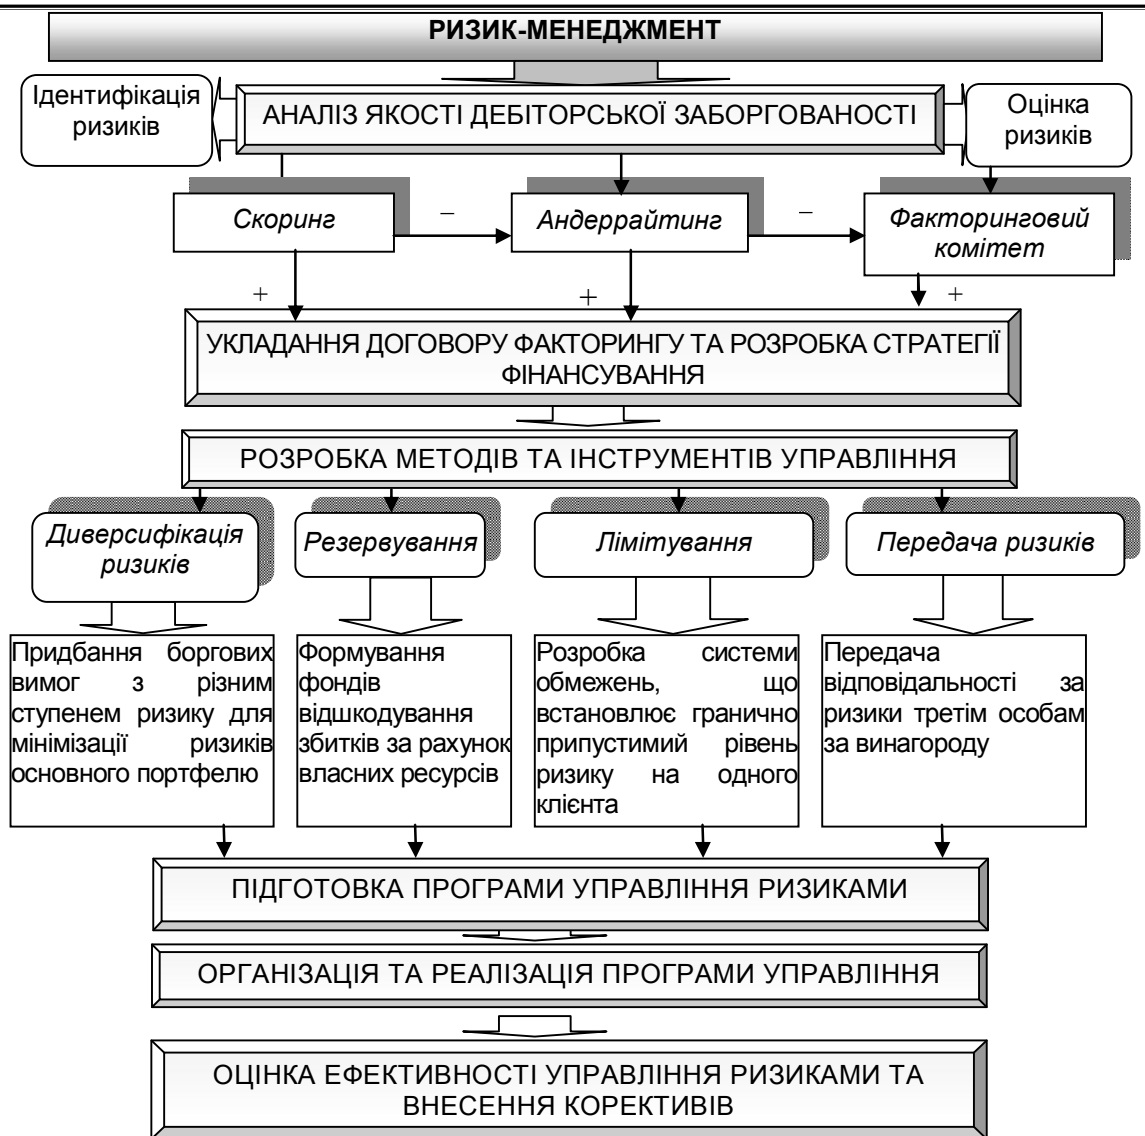 РИЗИК-МЕНЕДЖМЕНТ
Ідентифікація
ризиків
АНАЛІЗ ЯКОСТІ ДЕБІТОРСЬКОЇ ЗАБОРГОВАНОСТІ
Оцінка
ризиків
Скоринг
–
Андеррайтинг
–
Факторинговий
комітет
+
+
+
УКЛАДАННЯ ДОГОВОРУ ФАКТОРИНГУ ТА РОЗРОБКА СТРАТЕГІЇ
ФІНАНСУВАННЯ
РОЗРОБКА МЕТОДІВ ТА ІНСТРУМЕНТІВ УПРАВЛІННЯ
Диверсифікація
ризиків
Резервування
Лімітування
Передача ризиків
Придбання боргових
вимог з різним
ступенем ризику для
мінімізації ризиків
основного портфелю
Формування
фондів
відшкодування
збитків за рахунок
власних ресурсів
Розробка системи
обмежень, що
встановлює гранично
припустимий рівень
ризику на одного
клієнта
Передача
відповідальності за
ризики третім особам
за винагороду
ПІДГОТОВКА ПРОГРАМИ УПРАВЛІННЯ РИЗИКАМИ
ОРГАНІЗАЦІЯ ТА РЕАЛІЗАЦІЯ ПРОГРАМИ УПРАВЛІННЯ
ОЦІНКА ЕФЕКТИВНОСТІ УПРАВЛІННЯ РИЗИКАМИ ТА
ВНЕСЕННЯ КОРЕКТИВІВ